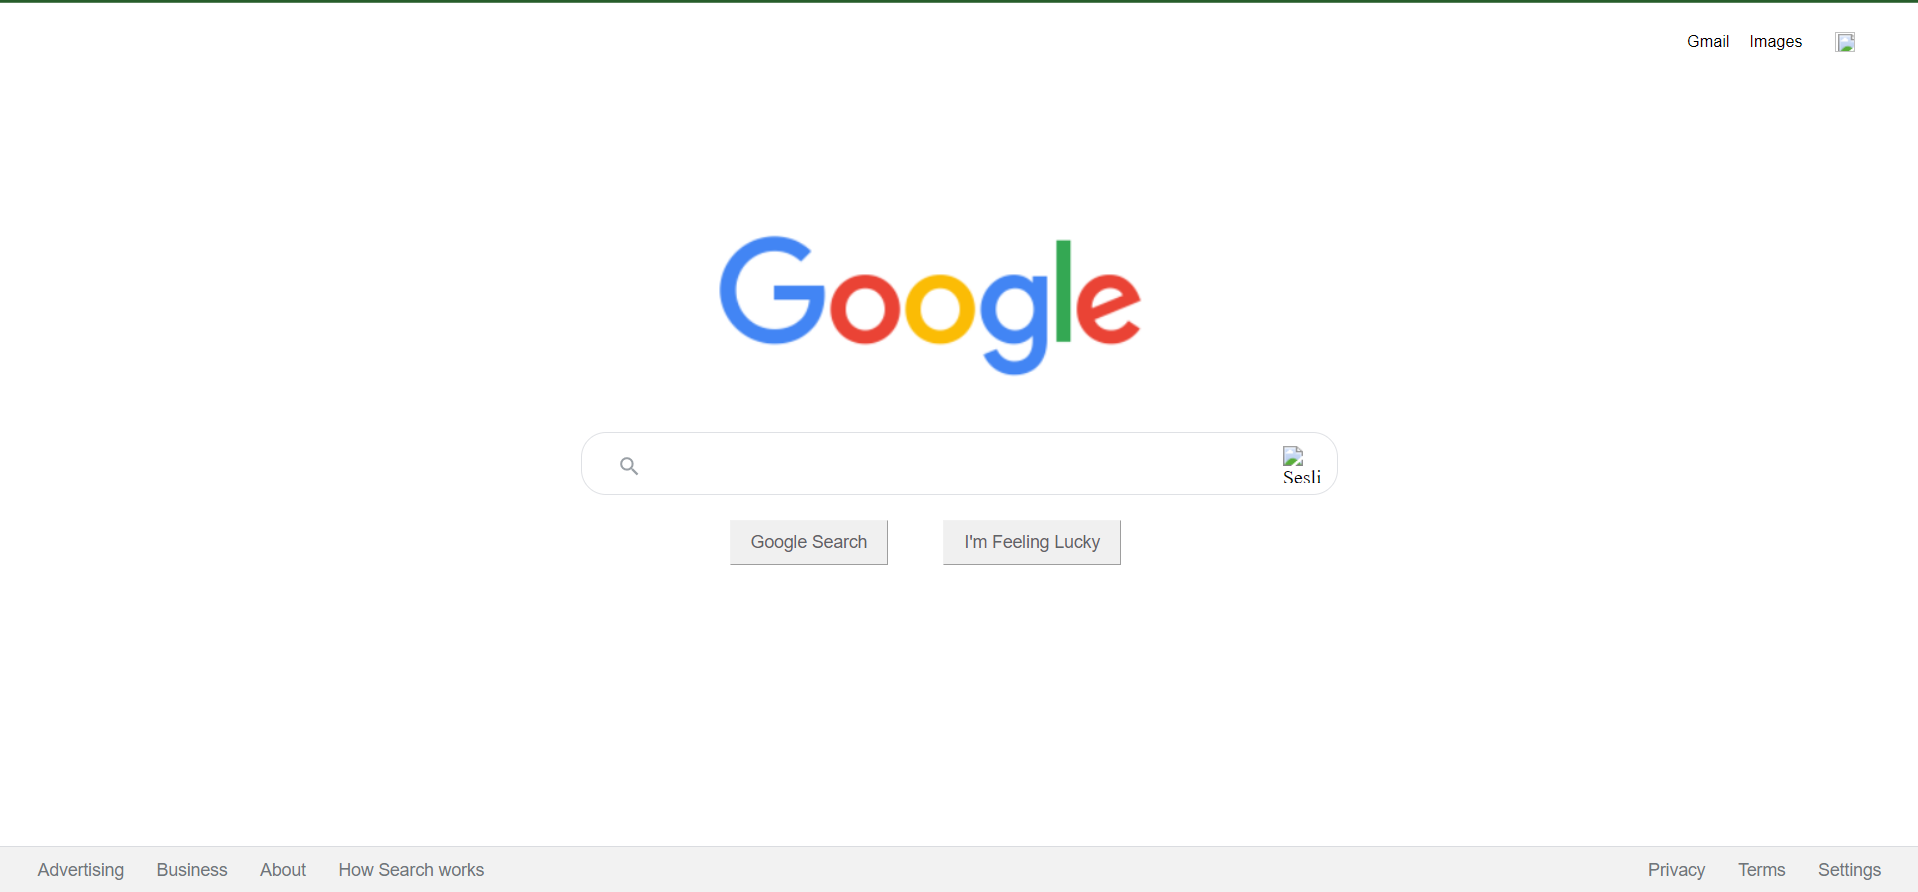 Gmail Images
Google
Sesli
Google Search I'm Feeling Lucky
Advertising Business About How Search works Privacy Terms Settings